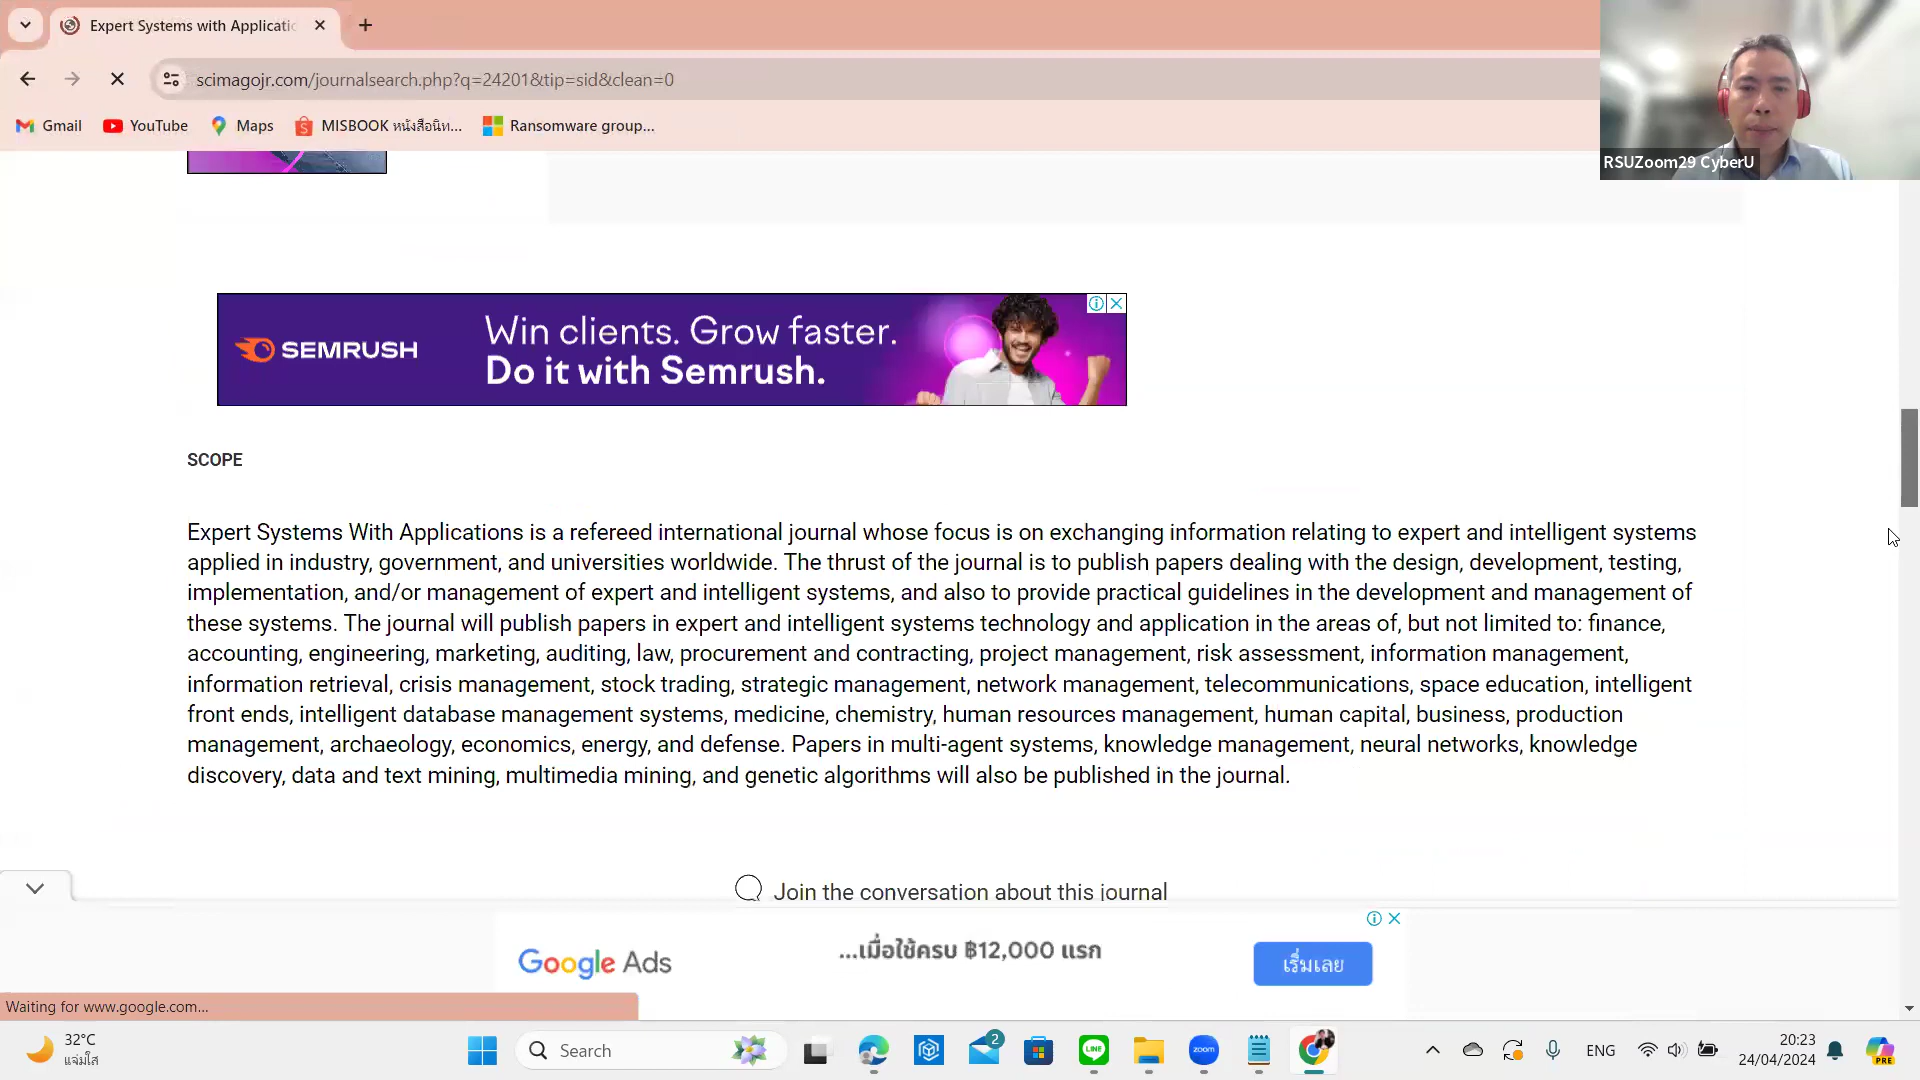 Expert Systems with Applicatio
scimagojr.com/journalsearch.php?q=24201&tip=sid&clean=0
Gmail
YouTube
Maps
MISBOOK หนังสือนิท...
Ransomware group...
RSUZoom29 CyberU
SEMRUSH
Win clients. Grow faster.
Do it with Semrush.
SCOPE
Expert Systems With Applications is a refereed international journal whose focus is on exchanging information relating to expert and intelligent systems
applied in industry, government, and universities worldwide. The thrust of the journal is to publish papers dealing with the design, development, testing,
implementation, and/or management of expert and intelligent systems, and also to provide practical guidelines in the development and management of
these systems. The journal will publish papers in expert and intelligent systems technology and application in the areas of, but not limited to: finance,
accounting, engineering, marketing, auditing, law, procurement and contracting, project management, risk assessment, information management,
information retrieval, crisis management, stock trading, strategic management, network management, telecommunications, space education, intelligent
front ends, intelligent database management systems, medicine, chemistry, human resources management, human capital, business, production
management, archaeology, economics, energy, and defense. Papers in multi-agent systems, knowledge management, neural networks, knowledge
discovery, data and text mining, multimedia mining, and genetic algorithms will also be published in the journal.
Join the conversation about this journal
Google Ads
...เมื่อใช้ครบ ฿12,000 แรก
เริ่มเลย
Waiting for www.google.com...
32°C
แจ่มใส
Search
2
LINE
zoom
ENG
20:23
24/04/2024
PRE